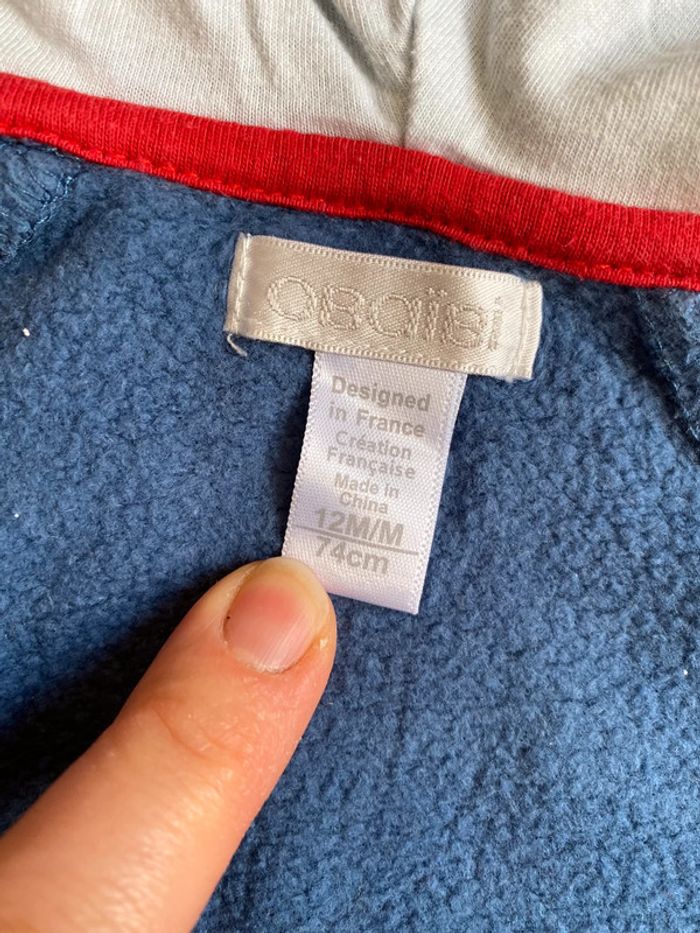 OBAÏBI
Designed
in France
Création
Française
Made in
China
12M/M
74cm